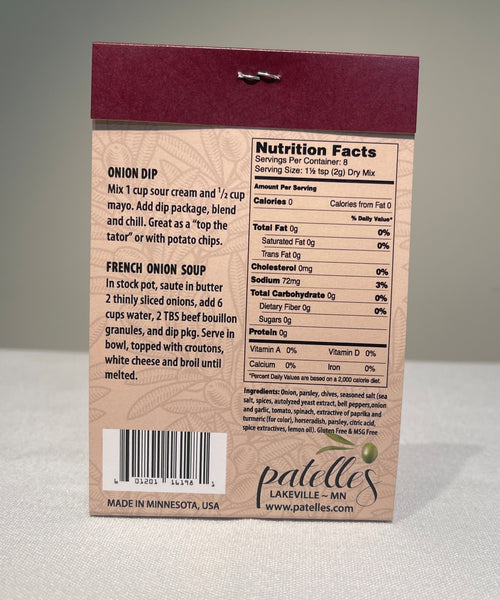 ONION DIP
Mix 1 cup sour cream and 1/2 cup
mayo. Add dip package, blend
and chill. Great as a “top the
tator” or with potato chips.
FRENCH ONION SOUP
In stock pot, saute in butter
2 thinly sliced onions, add 6
cups water, 2 TBS beef bouillon
granules, and dip pkg. Serve in
bowl, topped with croutons,
white cheese and broil until
melted.
6 01201 16198 1
MADE IN MINNESOTA, USA
Nutrition Facts
Servings Per Container: 8
Serving Size: 1½ tsp (2g) Dry Mix
Amount Per Serving
Calories 0 Calories from Fat 0
% Daily Value*
Total Fat 0g 0%
Saturated Fat 0g 0%
Trans Fat 0g
Cholesterol 0mg 0%
Sodium 72mg 3%
Total Carbohydrate 0g 0%
Dietary Fiber 0g 0%
Sugars 0g
Protein 0g
Vitamin A 0% Vitamin D 0%
Calcium 0% Iron 0%
*Percent Daily Values are based on a 2,000 calorie diet.
Ingredients: Onion, parsley, chives, seasoned salt (sea
salt, spices, autolyzed yeast extract, bell peppers,onion
and garlic, tomato, spinach, extractive of paprika and
turmeric (for color), horseradish, parsley, citric acid,
spice extractives, lemon oil). Gluten Free & MSG Free
patelles
LAKEVILLE ~ MN
www.patelles.com